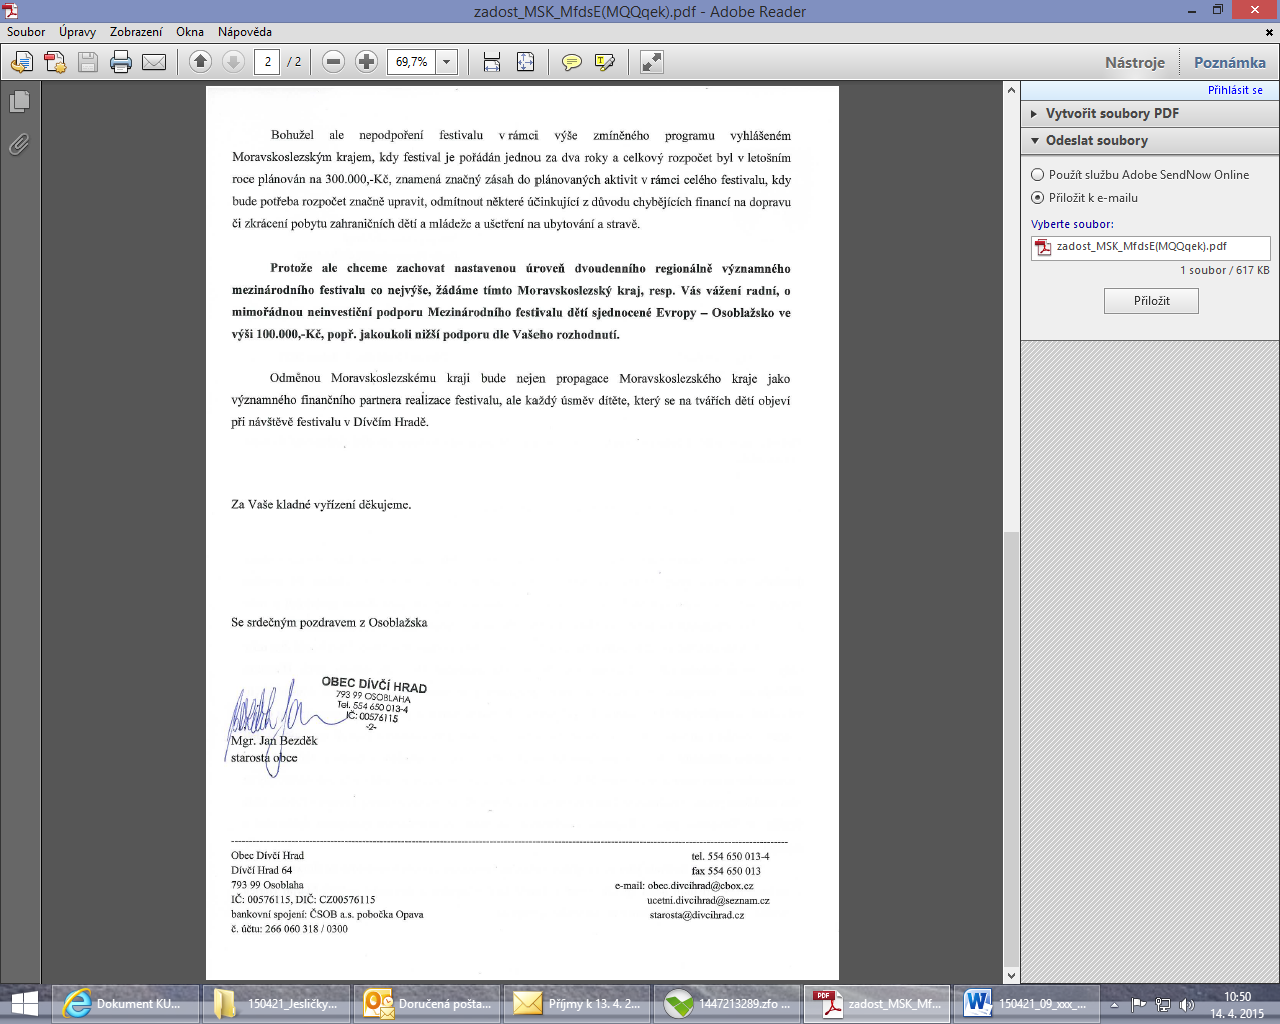 zadost_MSK_MfdsE(MQQqek).pdf - Adobe Reader
Soubor Úpravy Zobrazení Okna Nápověda
2 / 2 69,7% Nástroje Poznámka
Přihlásit se
Vytvořit soubory PDF
Odeslat soubory
Použít službu Adobe SendNow Online
Přiložit k e-mailu
Vyberte soubor:
zadost_MSK_MfdsE(MQQqek).pdf
1 soubor / 617 KB
Přiložit
Bohužel ale nepodpoření festivalu v rámci výše zmíněného programu vyhlášeném
Moravskoslezským krajem, kdy festival je pořádán jednou za dva roky a celkový rozpočet byl v letošním
roce plánován na 300.000,-Kč, znamená značný zásah do plánovaných aktivit v rámci celého festivalu, kdy
bude potřeba rozpočet značně upravit, odmítnout některé účinkující z důvodu chybějících financí na dopravu
či zkrácení pobytu zahraničních dětí a mládeže a ušetření na ubytování a stravě.
Protože ale chceme zachovat nastavenou úroveň dvoudenního regionálně významného
mezinárodního festivalu co nejvýše, žádáme tímto Moravskoslezský kraj, resp. Vás vážení radní, o
mimořádnou neinvestiční podporu Mezinárodního festivalu dětí sjednocené Evropy – Osoblažsko ve
výši 100.000,-Kč, popř. jakoukoli nižší podporu dle Vašeho rozhodnutí.
Odměnou Moravskoslezskému kraji bude nejen propagace Moravskoslezského kraje jako
významného finančního partnera realizace festivalu, ale každý úsměv dítěte, který se na tvářích dětí objeví
při návštěvě festivalu v Dívčím Hradě.
Za Vaše kladné vyřízení děkujeme.
Se srdečným pozdravem z Osoblažska
OBEC DÍVČÍ HRAD
793 99 OSOBLAHA
Tel. 554 650 013-4
IČ: 00576115
-2-
Mgr. Jan Bezděk
starosta obce
Obec Dívčí Hrad tel. 554 650 013-4
Dívčí Hrad 64 fax 554 650 013
793 99 Osoblaha e-mail: obec.divcihrad@cbox.cz
IČ: 00576115, DIČ: CZ00576115 ucetni.divcihrad@seznam.cz
bankovní spojení: ČSOB a.s. pobočka Opava starosta@divcihrad.cz
č. účtu: 266 060 318 / 0300
Dokument KU... 150421_Jesličky... Doručená pošta... Příjmy k 13. 4. 2... 1447213289.zfo ... zadost_MSK_Mf... 150421_09_xxx_... 10:50
14. 4. 2015